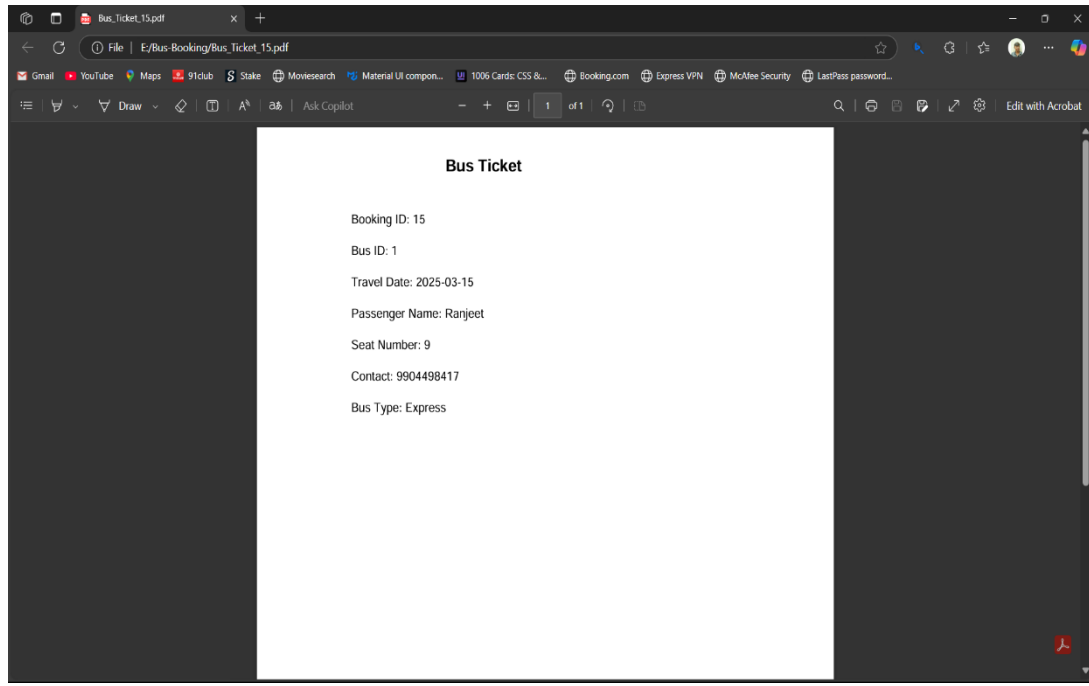 Bus_Ticket_15.pdf
File | E:/Bus-Booking/Bus_Ticket_15.pdf
Gmail YouTube Maps 91club Stake Moviesearch Material UI compon... 1006 Cards: CSS &... Booking.com Express VPN McAfee Security LastPass password...
Draw Ask Copilot 1 of 1 Edit with Acrobat
Bus Ticket
Booking ID: 15
Bus ID: 1
Travel Date: 2025-03-15
Passenger Name: Ranjeet
Seat Number: 9
Contact: 9904498417
Bus Type: Express